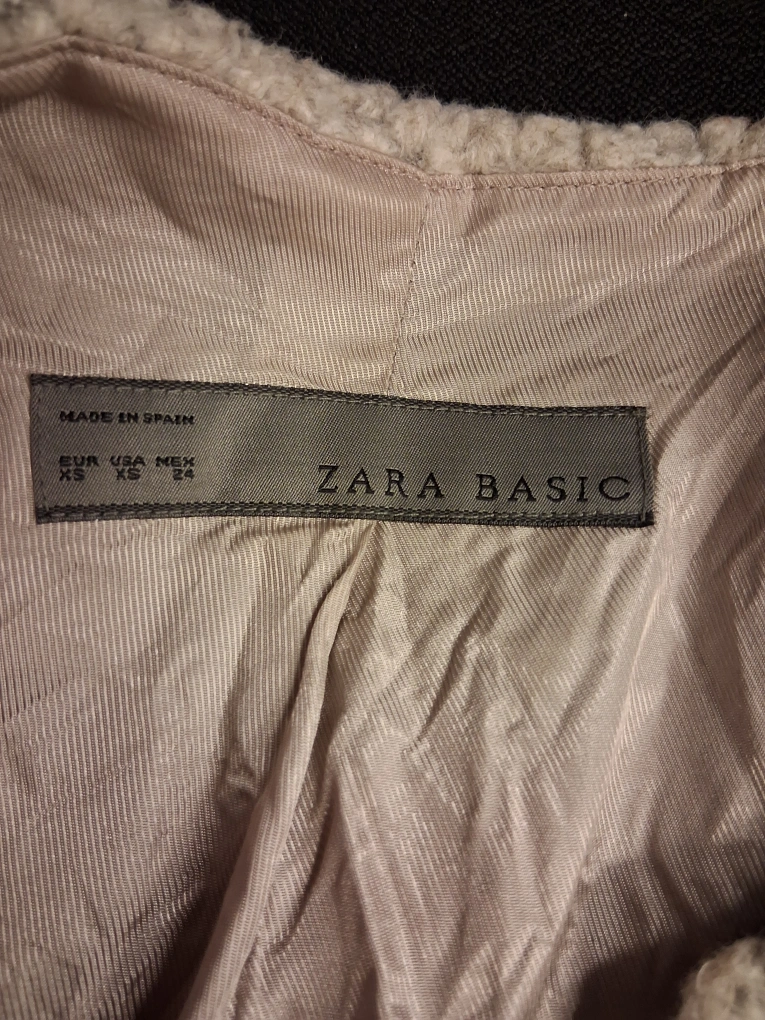 MADE IN SPAIN
EUR USA MEX
XS XS 24
ZARA BASIC